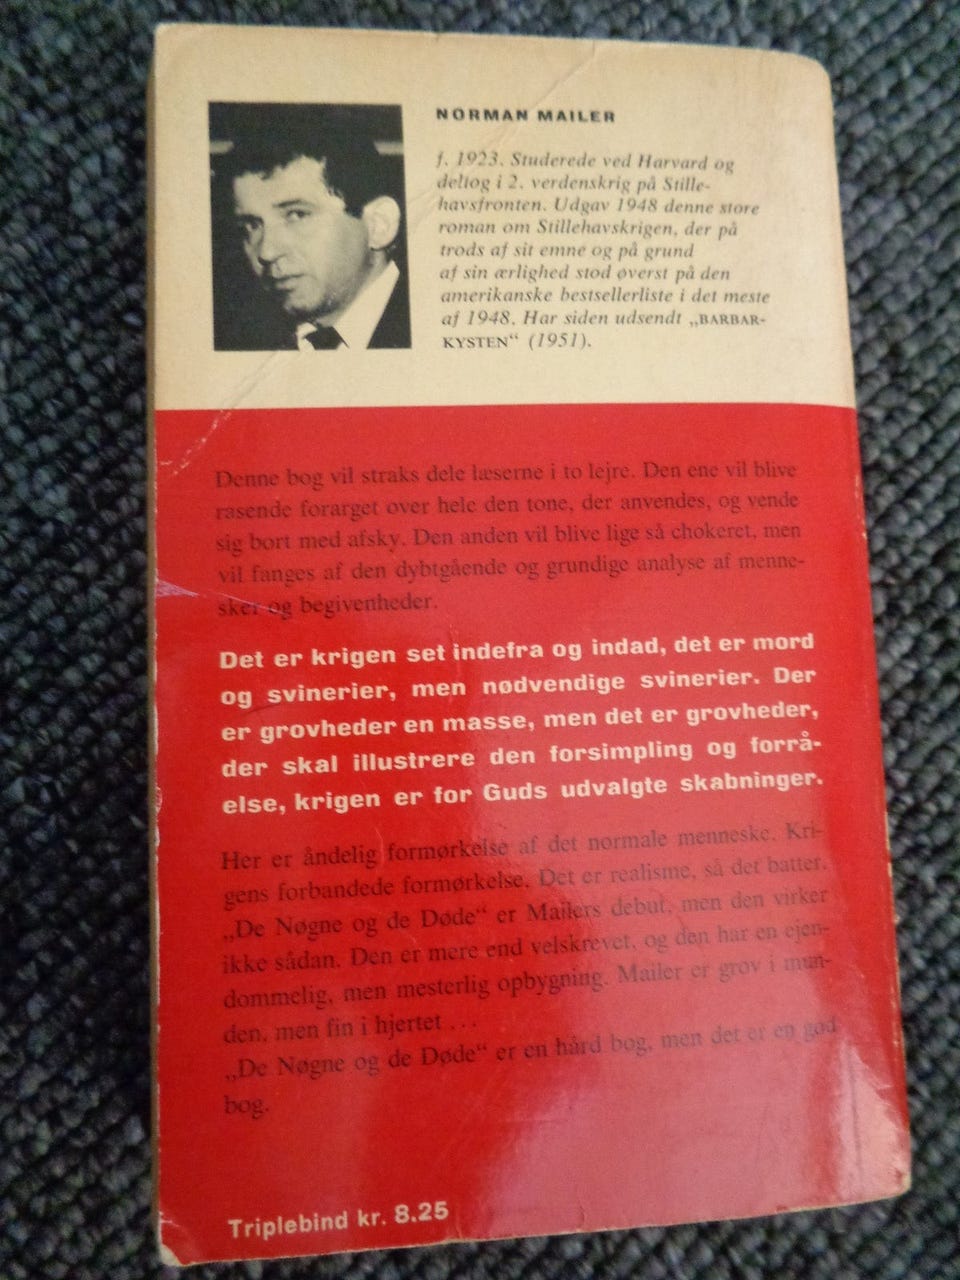 NORMAN MAILER
f. 1923. Studerede ved Harvard og
deltog i 2. verdenskrig på Stille-
havsfronten. Udgav 1948 denne store
roman om Stillehavskrigen, der på
trods af sit emne og på grund
af sin ærlighed stod øverst på den
amerikanske bestsellerliste i det meste
af 1948. Har siden udsendt „BARBAR-
KYSTEN“ (1951).
Denne bog vil straks dele læserne i to lejre. Den ene vil blive
rasende forarget over hele den tone, der anvendes, og vende
sig bort med afsky. Den anden vil blive lige så chokeret, men
vil fanges af den dybtgående og grundige analyse af menne-
sker og begivenheder.
Det er krigen set indefra og indad, det er mord
og svinerier, men nødvendige svinerier. Der
er grovheder en masse, men det er grovheder,
der skal illustrere den forsimpling og forrå-
else, krigen er for Guds udvalgte skabninger.
Her er åndelig formørkelse af det normale menneske. Kri-
gens forbandede formørkelse. Det er realisme, så det batter.
„De Nøgne og de Døde“ er Mailers debut, men den virker
ikke sådan. Den er mere end velskrevet, og den har en ejen-
dommelig, men mesterlig opbygning. Mailer er grov i mun-
den, men fin i hjertet ...
„De Nøgne og de Døde“ er en hård bog, men det er en god
bog.
Triplebind kr. 8.25